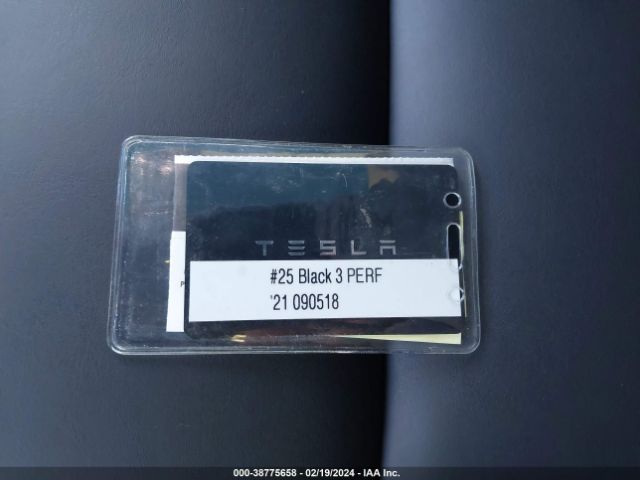 TESLA
#25 Black 3 PERF
'21 090518
P
000-38775658 - 02/19/2024 - IAA Inc.